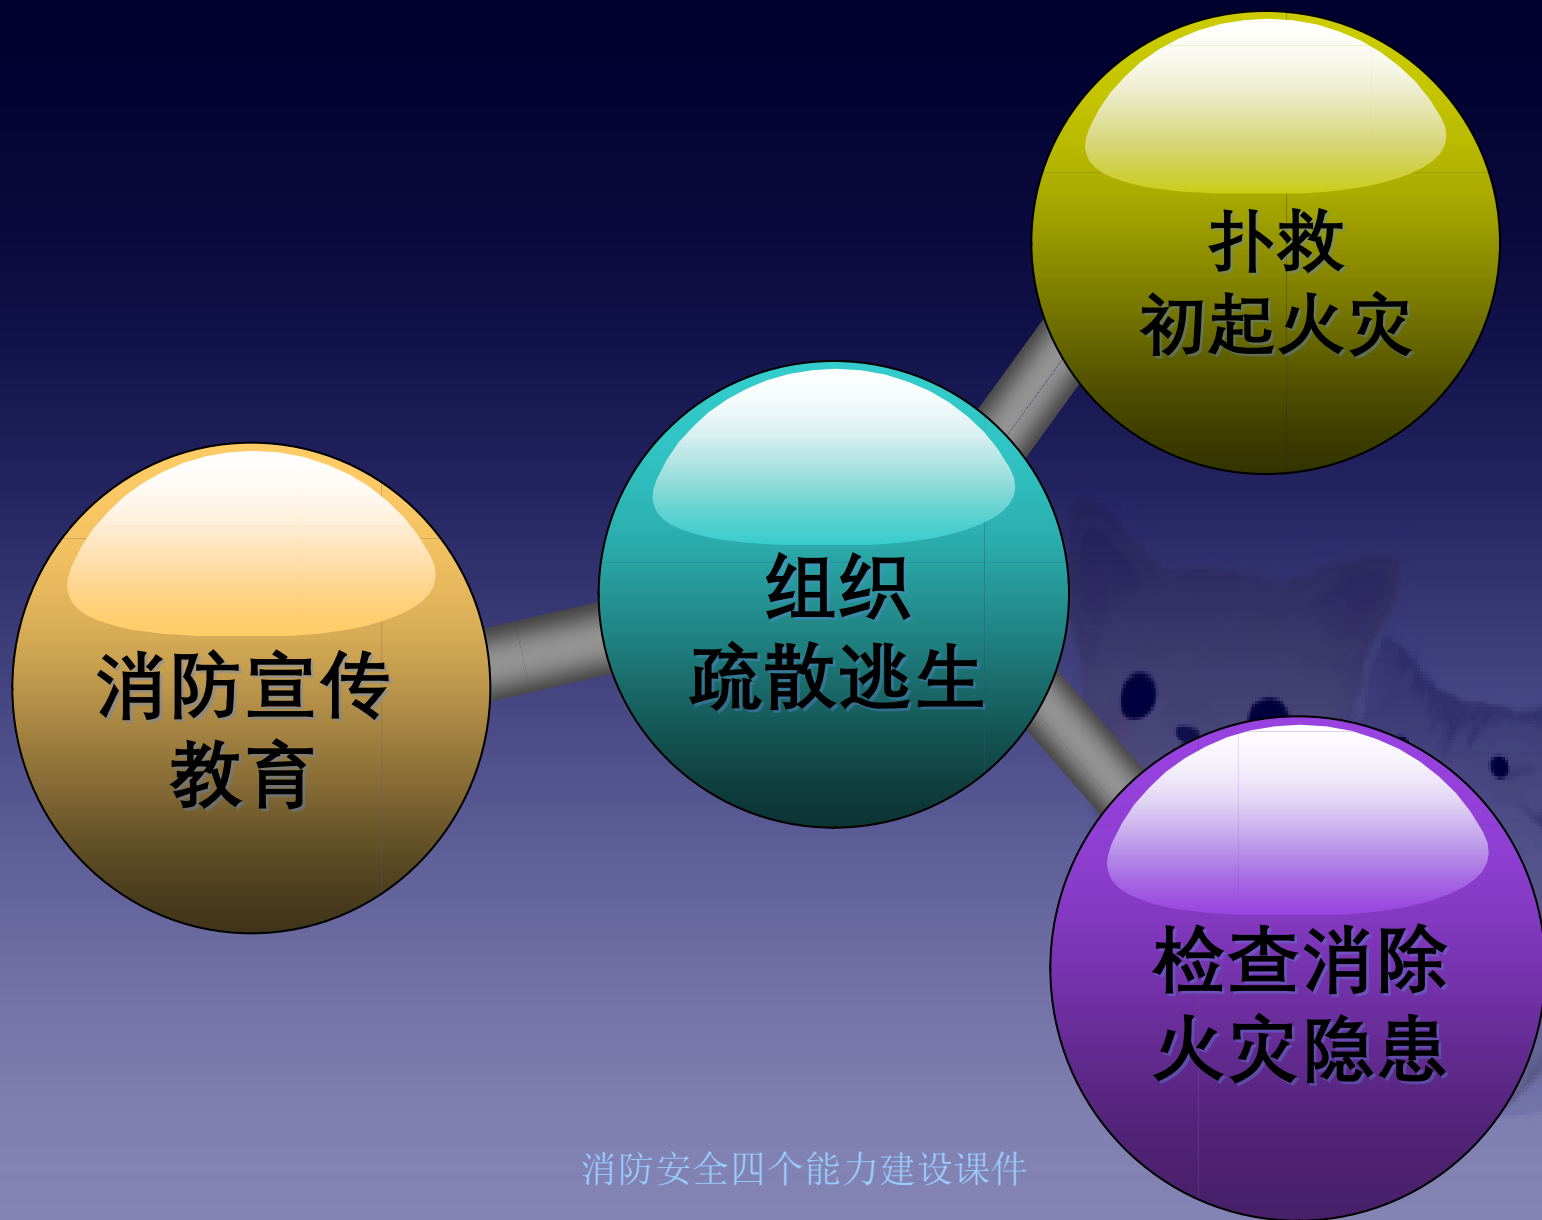 扑救
初起火灾
组织
疏散逃生
消防宣传
教育
检查消除
火灾隐患
消防安全四个能力建设课件